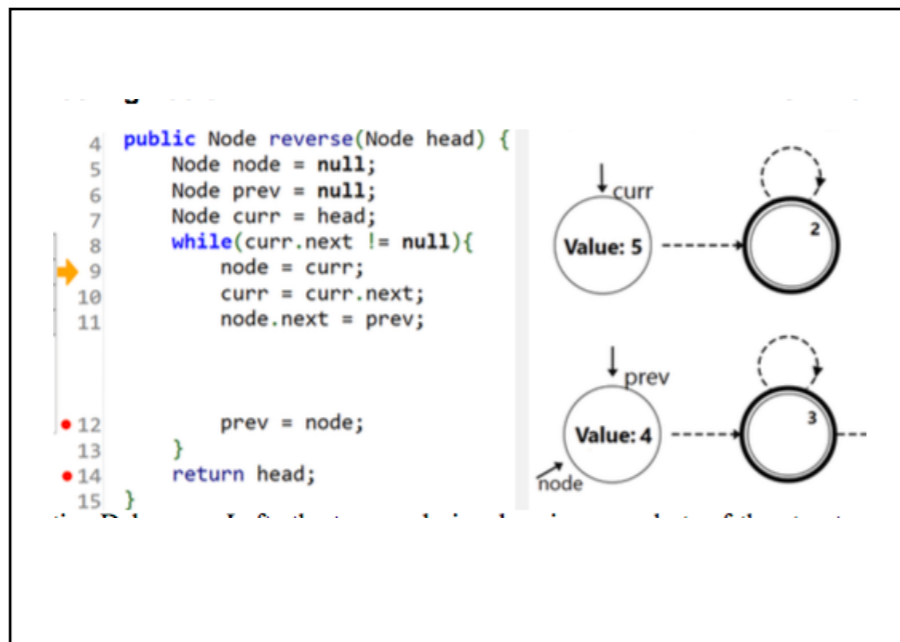 4 public Node reverse(Node head) {
5 Node node = null;
6 Node prev = null;
7 Node curr = head;
8 while(curr.next != null){
9 node = curr;
10 curr = curr.next;
11 node.next = prev;
12 prev = node;
13 }
14 return head;
15 }
curr
Value: 5
2
prev
Value: 4
3
node